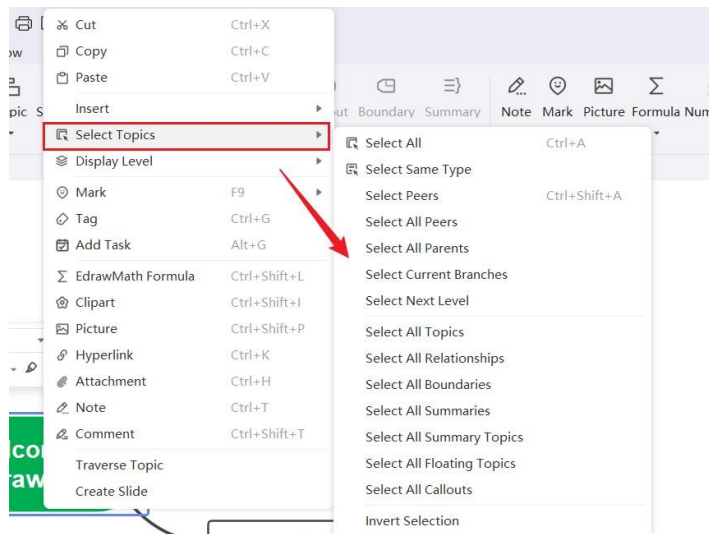 Cut Ctrl+X
Copy Ctrl+C
Paste Ctrl+V
Insert
Select Topics
Display Level
Mark F9
Tag Ctrl+G
Add Task Alt+G
EdrawMath Formula Ctrl+Shift+L
Clipart Ctrl+Shift+I
Picture Ctrl+Shift+P
Hyperlink Ctrl+K
Attachment Ctrl+H
Note Ctrl+T
Comment Ctrl+Shift+T
Traverse Topic
Create Slide
Boundary Summary Note Mark Picture Formula
Select All Ctrl+A
Select Same Type
Select Peers Ctrl+Shift+A
Select All Peers
Select All Parents
Select Current Branches
Select Next Level
Select All Topics
Select All Relationships
Select All Boundaries
Select All Summaries
Select All Summary Topics
Select All Floating Topics
Select All Callouts
Invert Selection